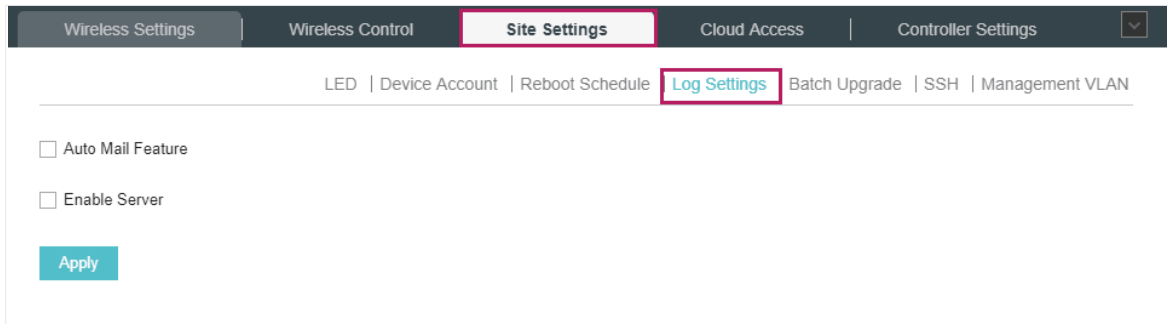 Wireless Settings | Wireless Control Site Settings Cloud Access | Controller Settings
LED | Device Account | Reboot Schedule | Log Settings Batch Upgrade | SSH | Management VLAN
Auto Mail Feature
Enable Server
Apply